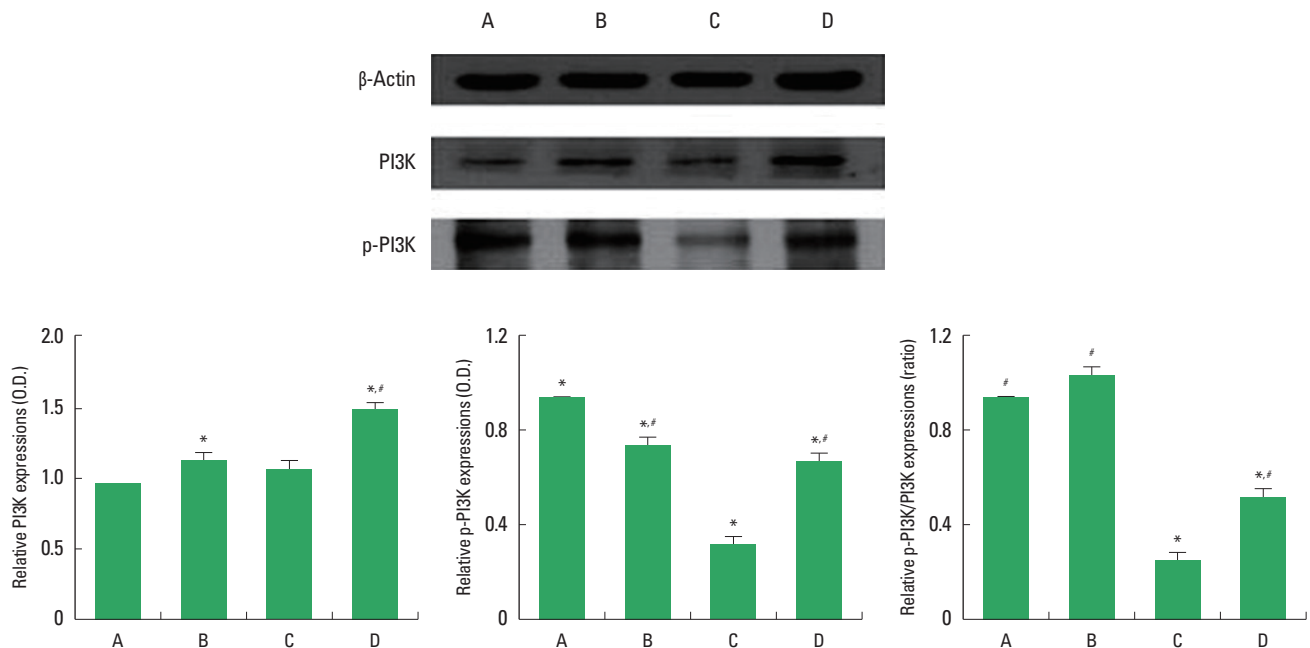 A B C D
β-Actin
PI3K
p-PI3K
Relative PI3K expressions (O.D.)
2.0
1.5
1.0
0.5
0
*
*,#
A B C D
Relative p-PI3K expressions (O.D.)
1.2
0.8
0.4
0
*
*,#
*
*,#
A B C D
Relative p-PI3K/PI3K expressions (ratio)
1.2
0.8
0.4
0
#
#
*
*,#
A B C D